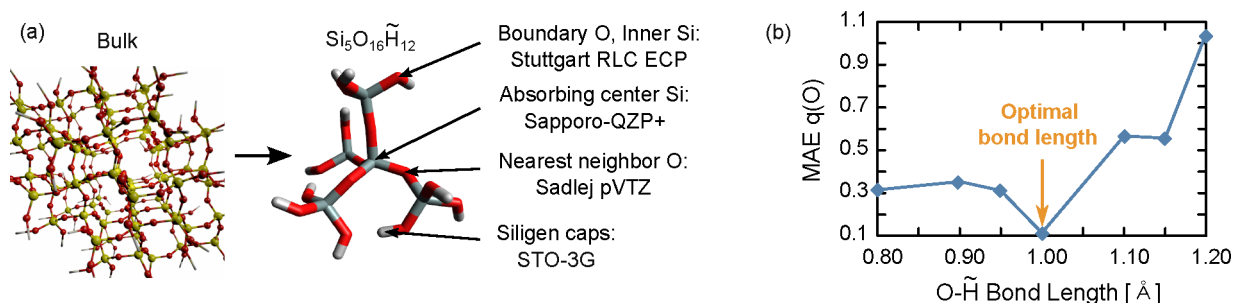 (a)
Bulk
Si₅O₁₆H̃₁₂
Boundary O, Inner Si:
Stuttgart RLC ECP
Absorbing center Si:
Sapporo-QZP+
Nearest neighbor O:
Sadlej pVTZ
Siligen caps:
STO-3G
(b)
MAE q(O)
1.1
0.9
0.7
0.5
0.3
0.1
Optimal
bond length
0.80
0.90
1.00
1.10
1.20
O-H̃ Bond Length [ Å ]